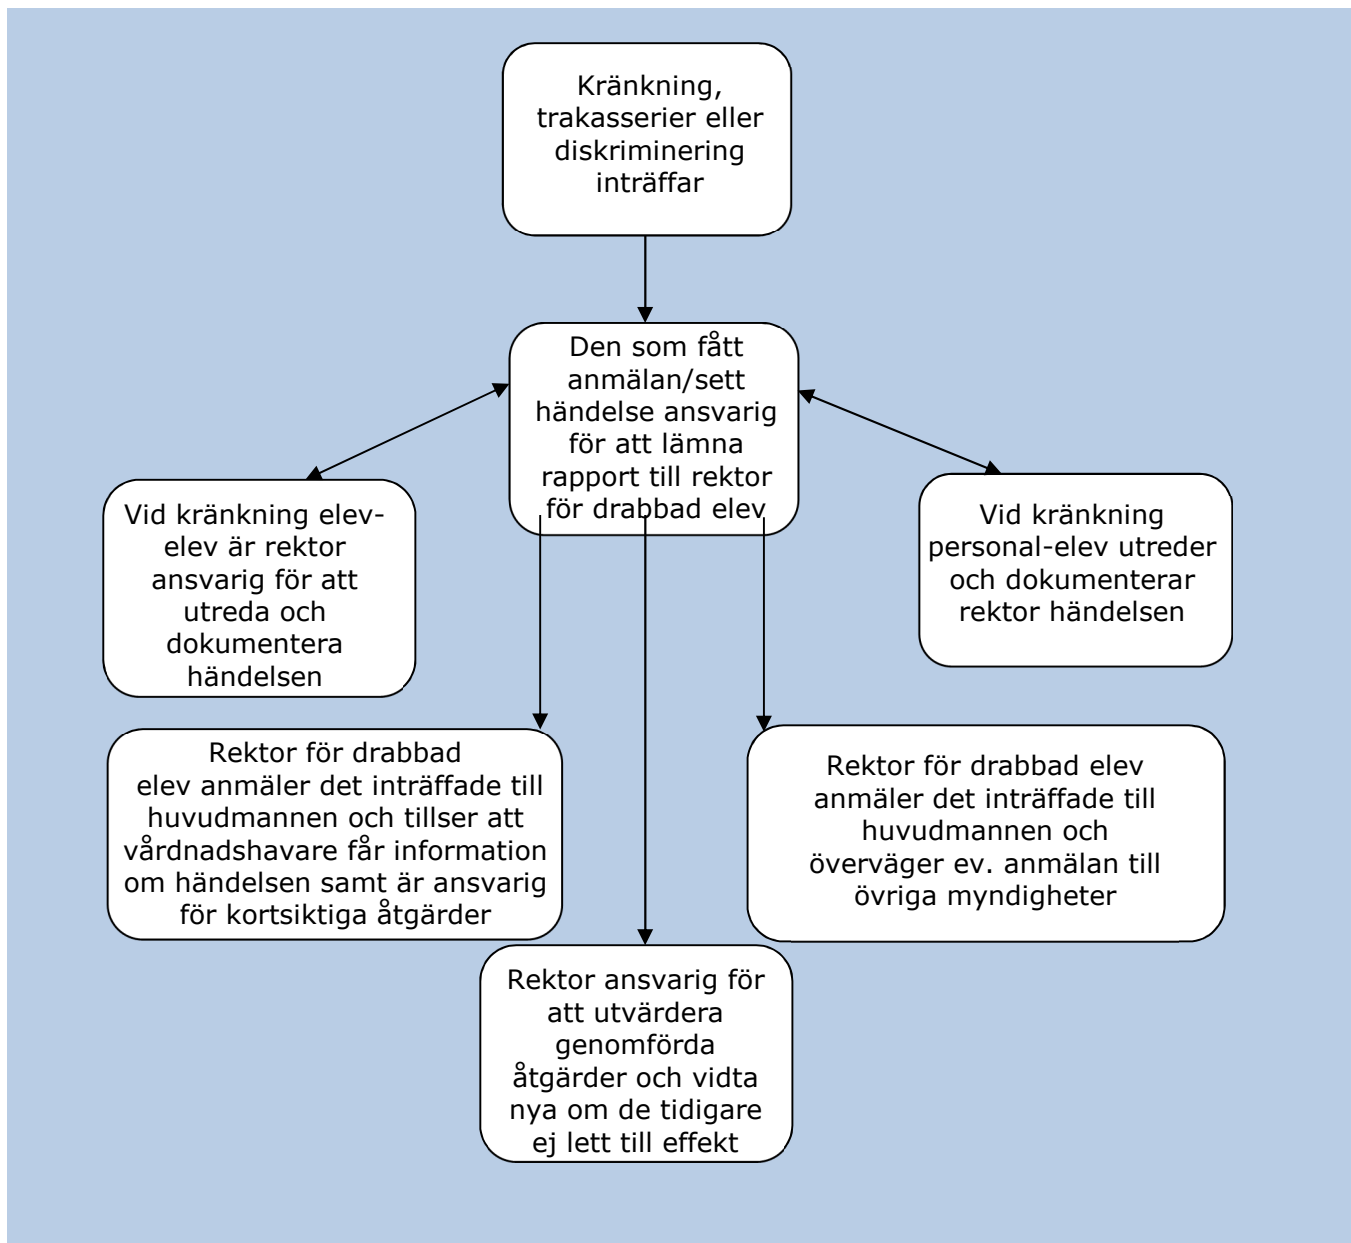 Kränkning,
trakasserier eller
diskriminering
inträffar
Den som fått
anmälan/sett
händelse ansvarig
för att lämna
rapport till rektor
för drabbad elev
Vid kränkning elev-
elev är rektor
ansvarig för att
utreda och
dokumentera
händelsen
Vid kränkning
personal-elev utreder
och dokumenterar
rektor händelsen
Rektor för drabbad
elev anmäler det inträffade till
huvudmannen och tillser att
vårdnadshavare får information
om händelsen samt är ansvarig
för kortsiktiga åtgärder
Rektor för drabbad elev
anmäler det inträffade till
huvudmannen och
överväger ev. anmälan till
övriga myndigheter
Rektor ansvarig för
att utvärdera
genomförda
åtgärder och vidta
nya om de tidigare
ej lett till effekt